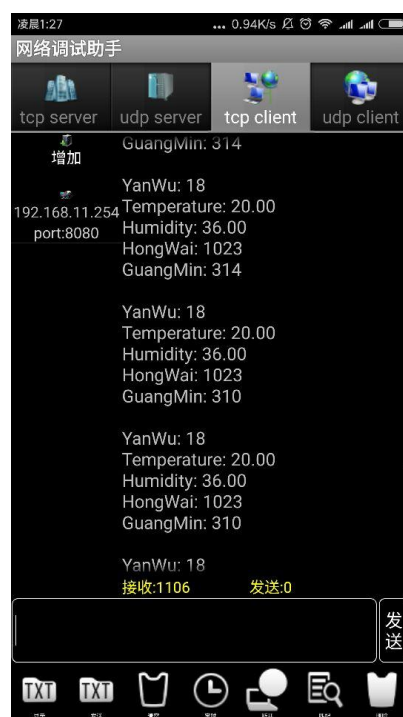 凌晨1:27
... 0.94K/s
网络调试助手
tcp server
udp server
tcp client
udp client
增加
192.168.11.254
port:8080
GuangMin: 314
YanWu: 18
Temperature: 20.00
Humidity: 36.00
HongWai: 1023
GuangMin: 314
YanWu: 18
Temperature: 20.00
Humidity: 36.00
HongWai: 1023
GuangMin: 310
YanWu: 18
Temperature: 20.00
Humidity: 36.00
HongWai: 1023
GuangMin: 310
YanWu: 18
接收:1106
发送:0
发
送
TXT
TXT